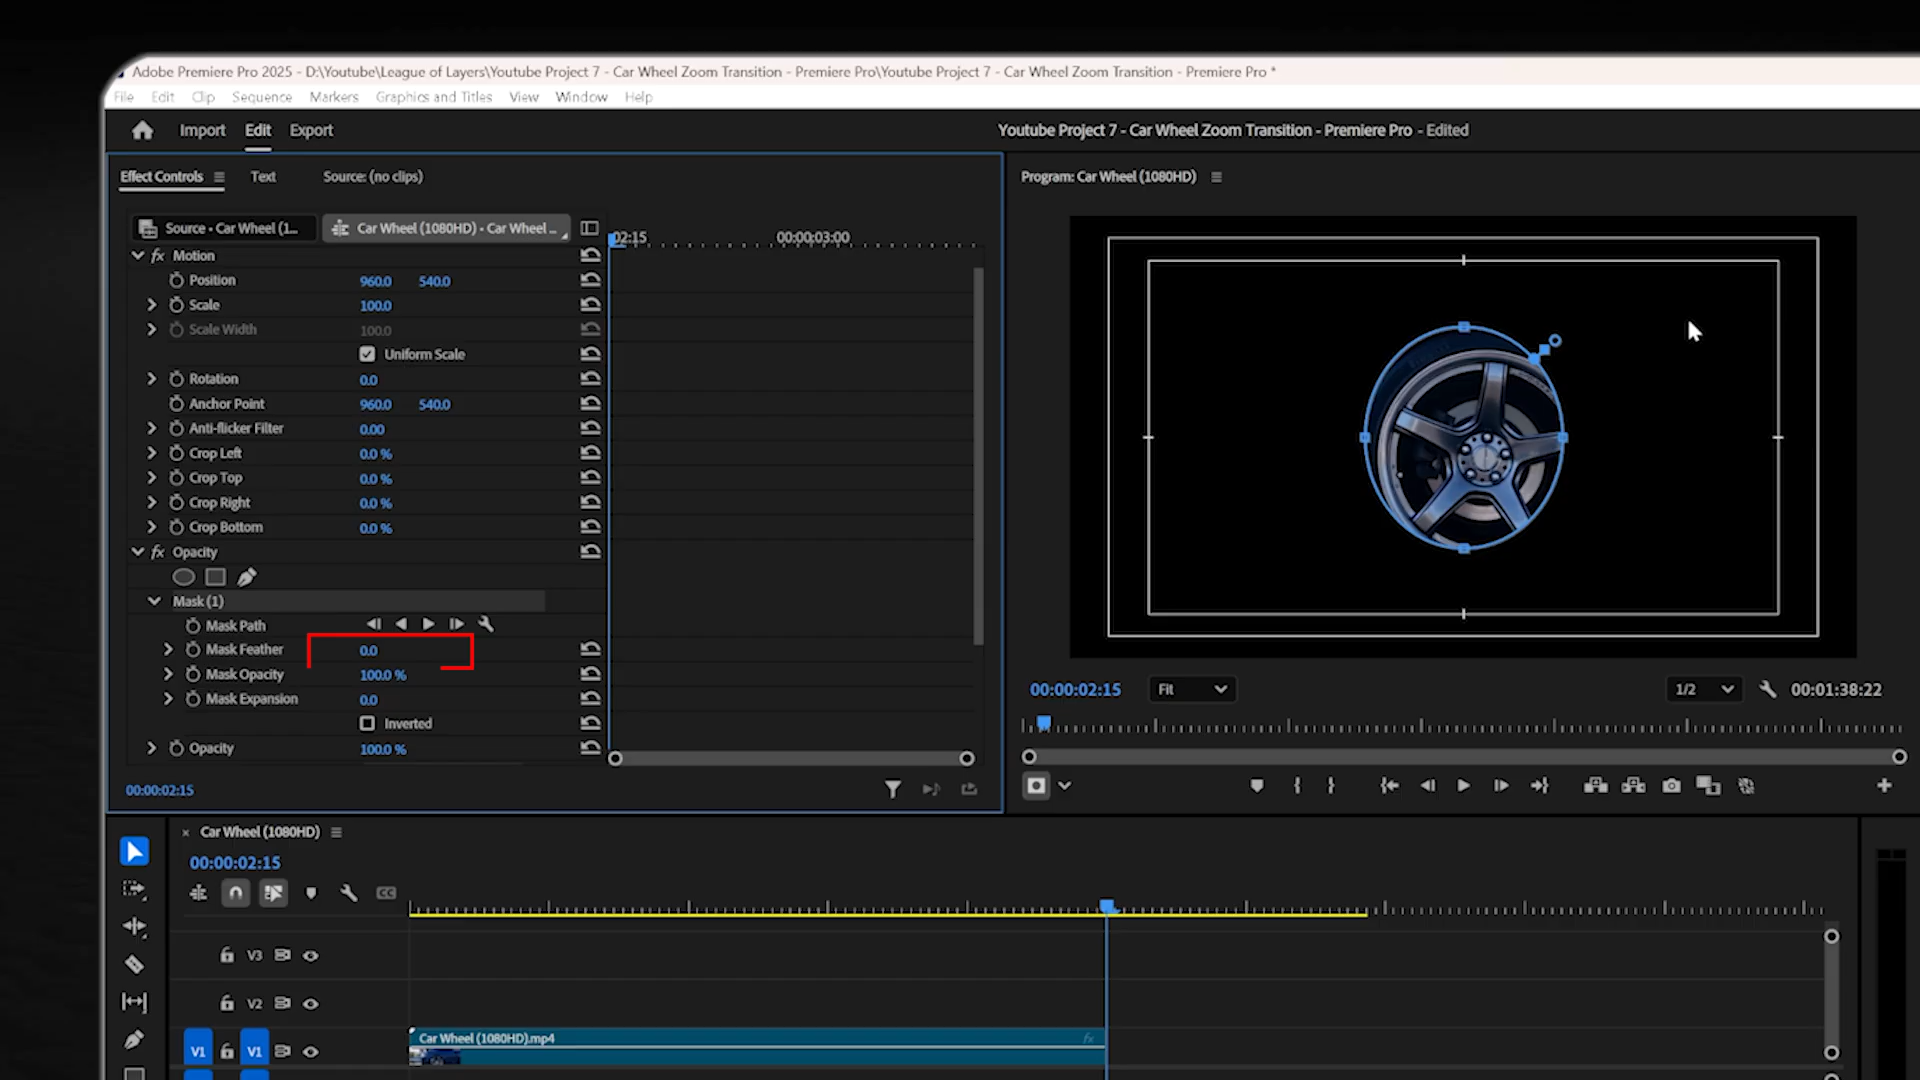 Adobe Premiere Pro 2025 - D:\Youtube\League of Layers\Youtube Project 7 - Car Wheel Zoom Transition - Premiere Pro\Youtube Project 7 - Car Wheel Zoom Transition - Premiere Pro *
File Edit Clip Sequence Markers Graphics and Titles View Window Help
Import Edit Export
Youtube Project 7 - Car Wheel Zoom Transition - Premiere Pro - Edited
Effect Controls Text Source: (no clips)
Source • Car Wheel (1... Car Wheel (1080HD) • Car Wheel ...
02:15 00:00:03:00
fx Motion
Position 960.0 540.0
Scale 100.0
Scale Width 100.0
Uniform Scale
Rotation 0.0
Anchor Point 960.0 540.0
Anti-flicker Filter 0.00
Crop Left 0.0 %
Crop Top 0.0 %
Crop Right 0.0 %
Crop Bottom 0.0 %
fx Opacity
Mask (1)
Mask Path
Mask Feather 0.0
Mask Opacity 100.0 %
Mask Expansion 0.0
Inverted
Opacity 100.0 %
00:00:02:15
Program: Car Wheel (1080HD)
00:00:02:15 Fit 1/2 00:01:38:22
× Car Wheel (1080HD)
00:00:02:15
CC
V3
V2
V1 V1
Car Wheel (1080HD).mp4 fx